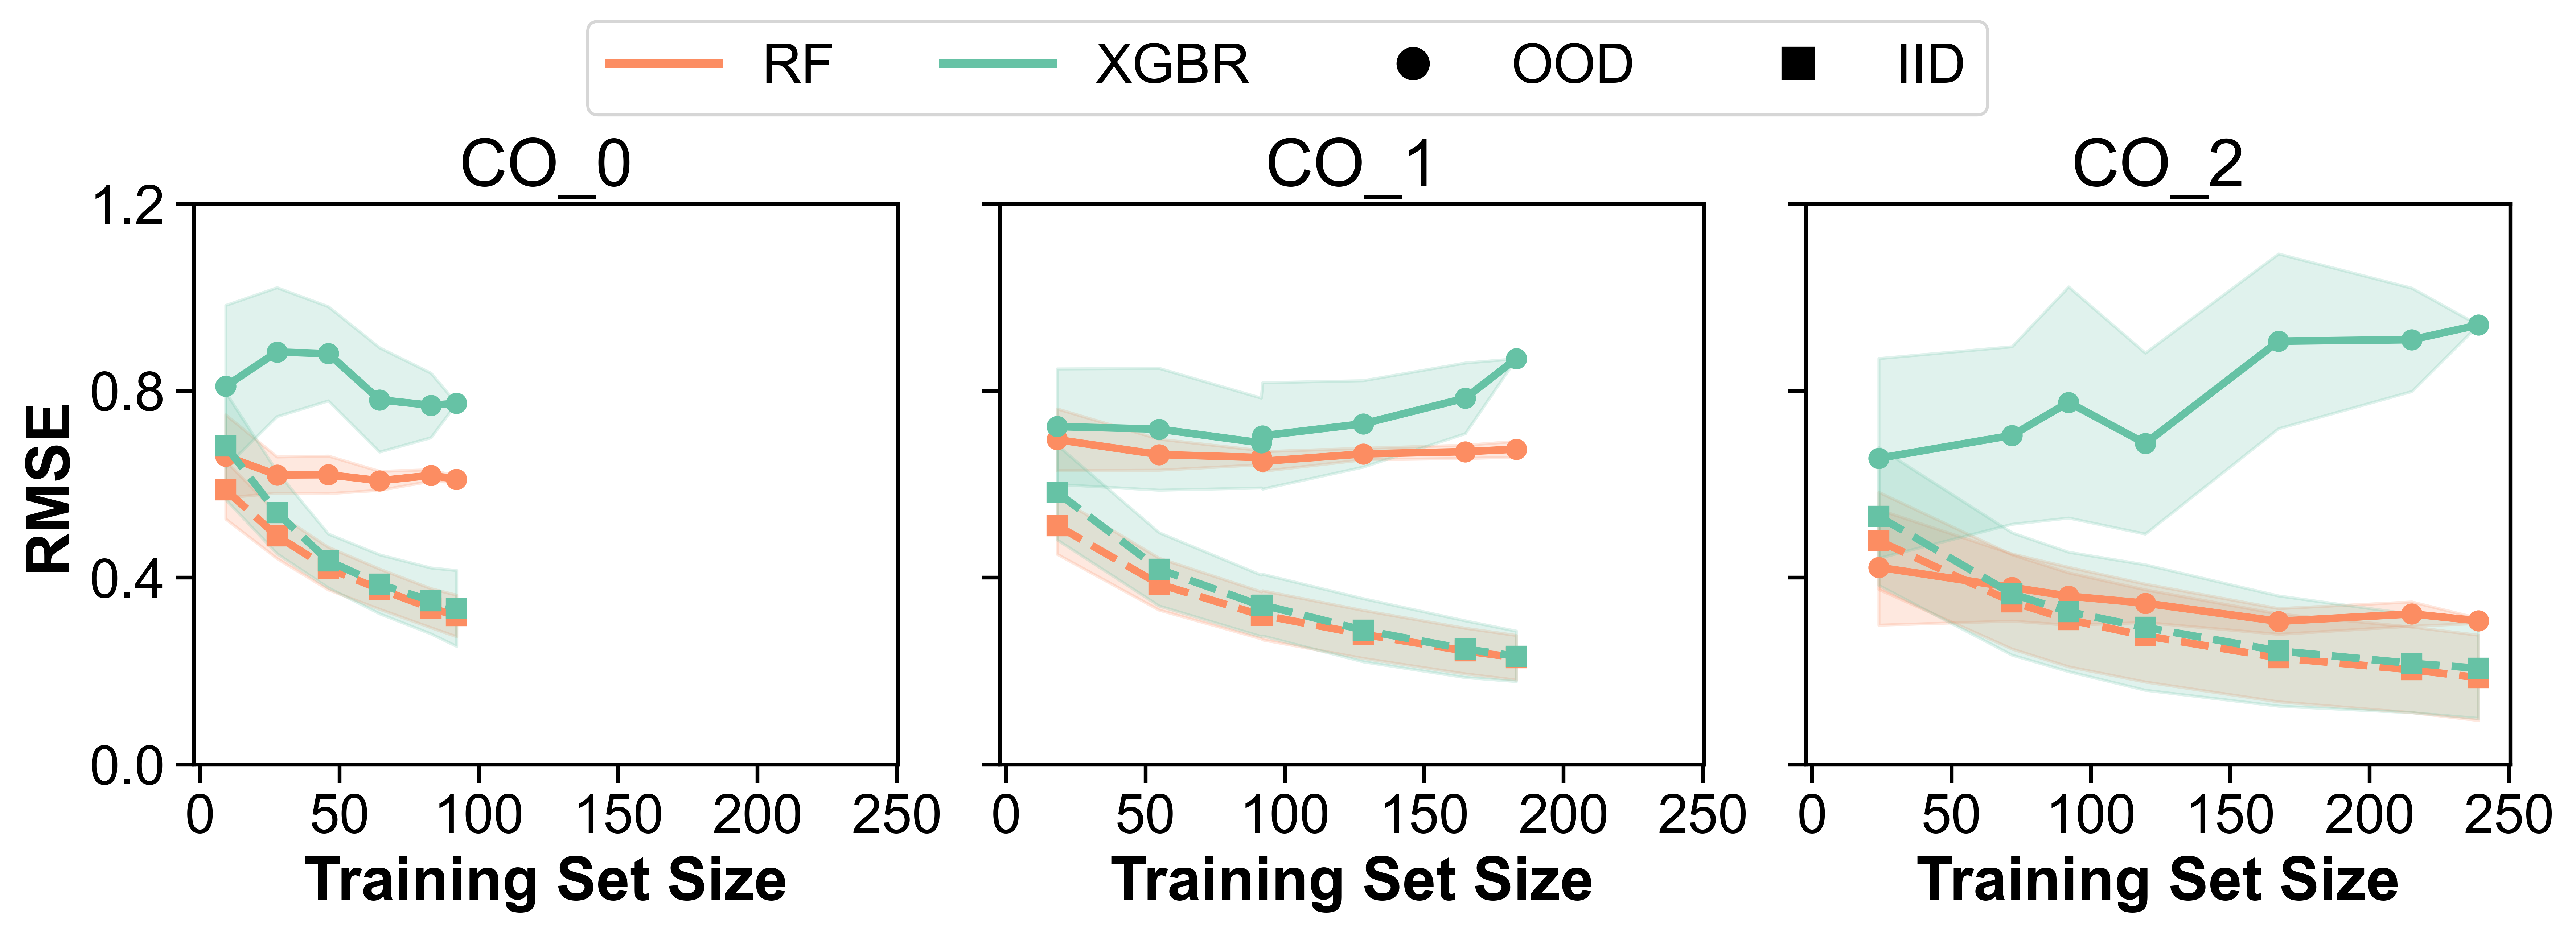 RF XGBR OOD IID
CO_0 CO_1 CO_2
RMSE
1.2
0.8
0.4
0.0
0 50 100 150 200 250 0 50 100 150 200 250 0 50 100 150 200 250
Training Set Size Training Set Size Training Set Size